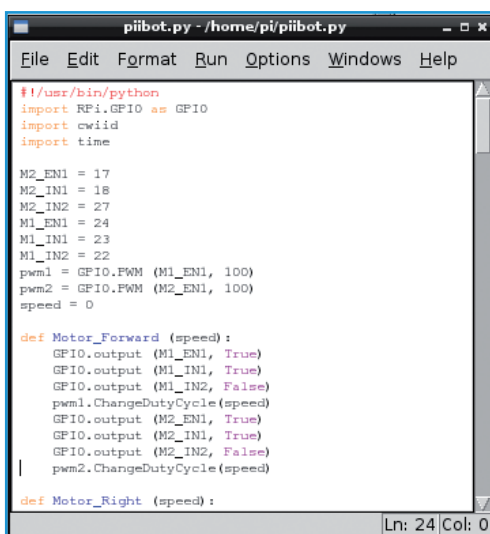 piibot.py - /home/pi/piibot.py
File Edit Format Run Options Windows Help
#!/usr/bin/python
import RPi.GPIO as GPIO
import cwiid
import time
M2_EN1 = 17
M2_IN1 = 18
M2_IN2 = 27
M1_EN1 = 24
M1_IN1 = 23
M1_IN2 = 22
pwm1 = GPIO.PWM (M1_EN1, 100)
pwm2 = GPIO.PWM (M2_EN1, 100)
speed = 0
def Motor_Forward (speed):
    GPIO.output (M1_EN1, True)
    GPIO.output (M1_IN1, True)
    GPIO.output (M1_IN2, False)
    pwm1.ChangeDutyCycle(speed)
    GPIO.output (M2_EN1, True)
    GPIO.output (M2_IN1, True)
    GPIO.output (M2_IN2, False)
    pwm2.ChangeDutyCycle(speed)
def Motor_Right (speed):
Ln: 24 Col: 0